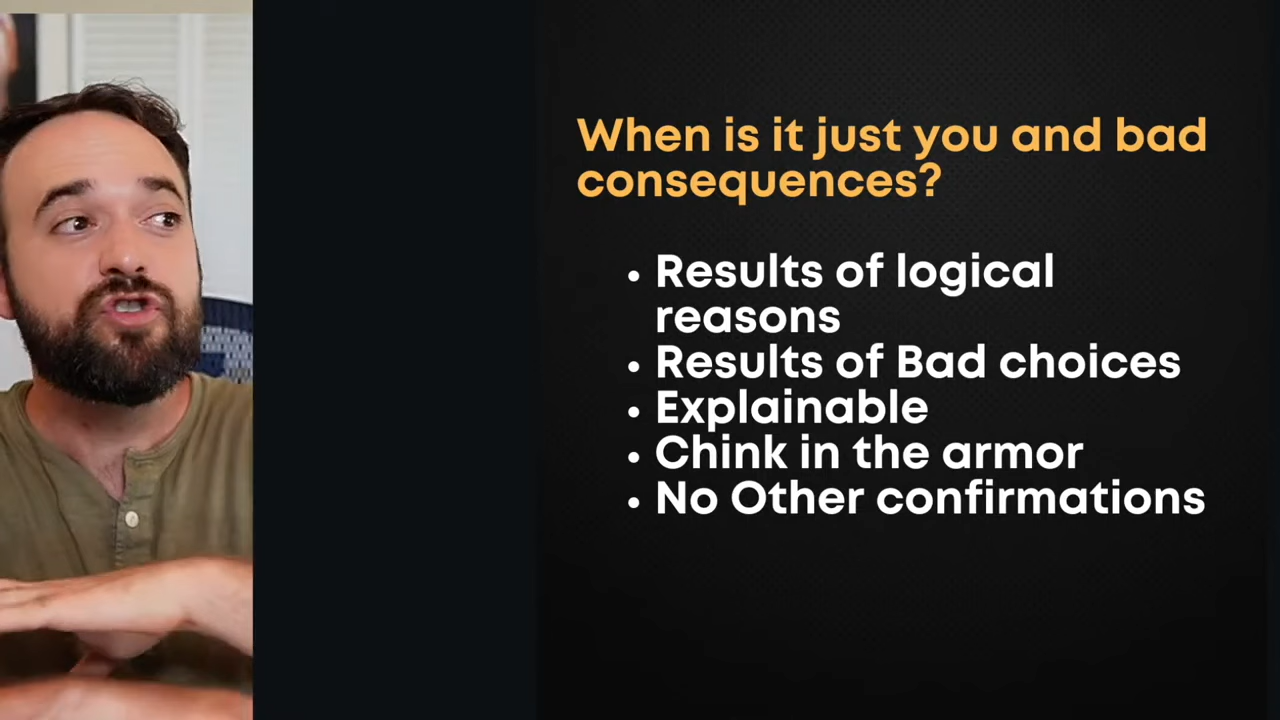 When is it just you and bad
consequences?
• Results of logical
reasons
• Results of Bad choices
• Explainable
• Chink in the armor
• No Other confirmations